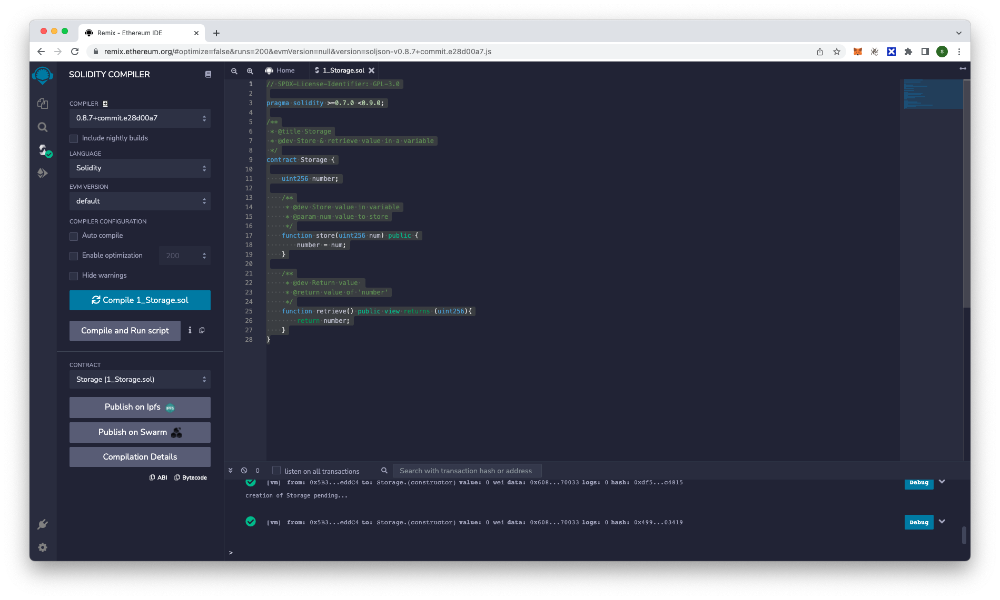 Remix - Ethereum IDE
remix.ethereum.org/#optimize=false&runs=200&evmVersion=null&version=soljson-v0.8.7+commit.e28d00a7.js
S
SOLIDITY COMPILER
COMPILER
0.8.7+commit.e28d00a7
Include nightly builds
LANGUAGE
Solidity
EVM VERSION
default
COMPILER CONFIGURATION
Auto compile
Enable optimization 200
Hide warnings
Compile 1_Storage.sol
Compile and Run script
CONTRACT
Storage (1_Storage.sol)
Publish on Ipfs IPFS
Publish on Swarm
Compilation Details
ABI Bytecode
Home 1_Storage.sol
1 // SPDX-License-Identifier: GPL-3.0
2
3 pragma solidity >=0.7.0 <0.9.0;
4
5 /**
6 * @title Storage
7 * @dev Store & retrieve value in a variable
8 */
9 contract Storage {
10
11 uint256 number;
12
13 /**
14 * @dev Store value in variable
15 * @param num value to store
16 */
17 function store(uint256 num) public {
18 number = num;
19 }
20
21 /**
22 * @dev Return value
23 * @return value of 'number'
24 */
25 function retrieve() public view returns (uint256){
26 return number;
27 }
28 }
0 listen on all transactions Search with transaction hash or address
[vm] from: 0x5B3...eddC4 to: Storage.(constructor) value: 0 wei data: 0x608...70033 logs: 0 hash: 0xdf5...c4815 Debug
creation of Storage pending...
[vm] from: 0x5B3...eddC4 to: Storage.(constructor) value: 0 wei data: 0x608...70033 logs: 0 hash: 0x499...03419 Debug
>